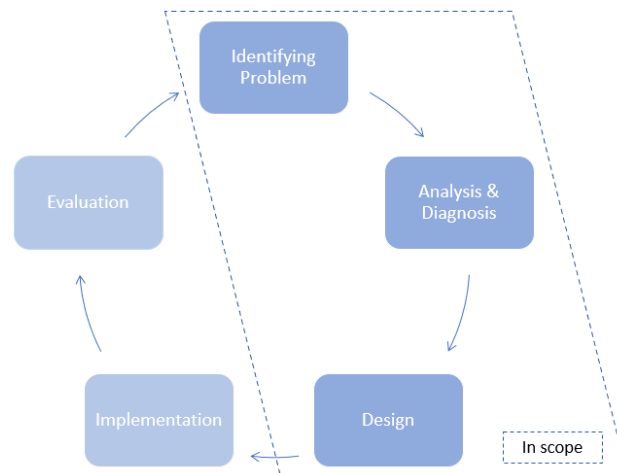 Identifying
Problem
Analysis &
Diagnosis
Design
Implementation
Evaluation
In scope